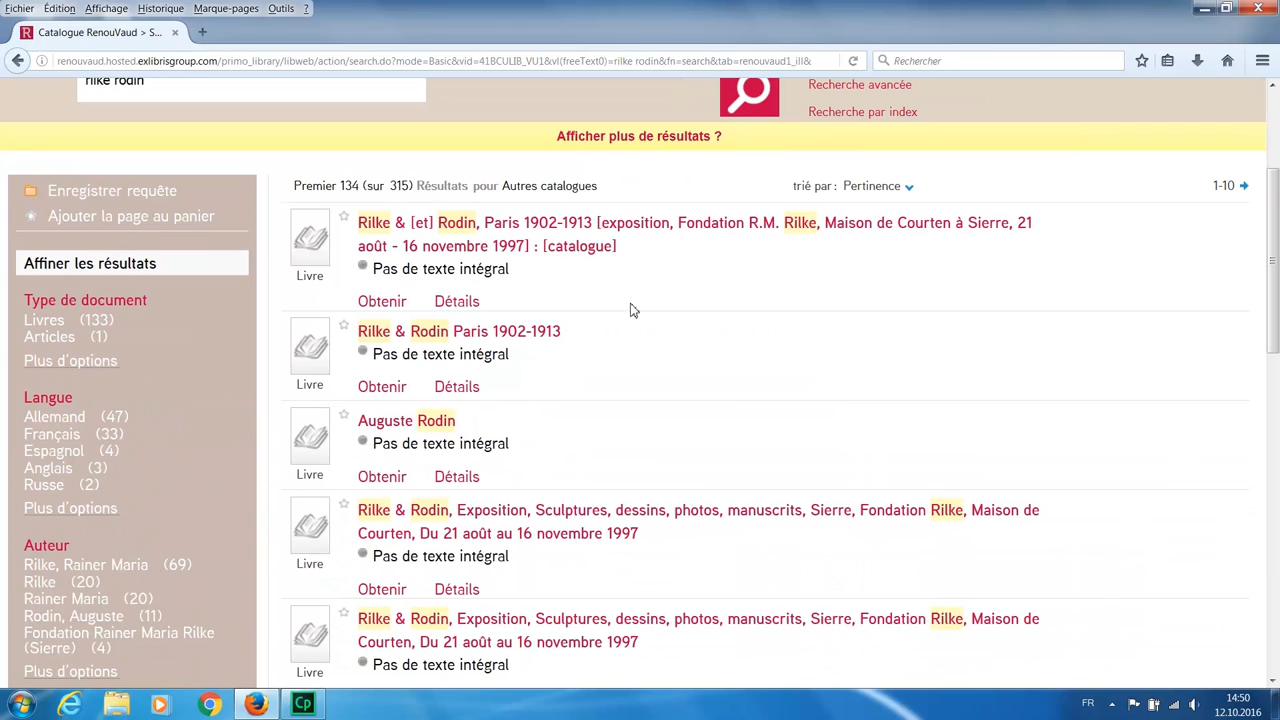 Fichier Édition Affichage Historique Marque-pages Outils ?
Catalogue RenouVaud > S... × +
renouvaud.hosted.exlibrisgroup.com/primo_library/libweb/action/search.do?mode=Basic&vid=41BCULIB_VU1&vl(freeText0)=rilke rodin&fn=search&tab=renouvaud1_ill&
Rechercher
rilke rodin
Recherche avancée
Recherche par index
Afficher plus de résultats ?
Enregistrer requête
Ajouter la page au panier
Affiner les résultats
Type de document
Livres (133)
Articles (1)
Plus d'options
Langue
Allemand (47)
Français (33)
Espagnol (4)
Anglais (3)
Russe (2)
Plus d'options
Auteur
Rilke, Rainer Maria (69)
Rilke (20)
Rainer Maria (20)
Rodin, Auguste (11)
Fondation Rainer Maria Rilke
(Sierre) (4)
Plus d'options
Premier 134 (sur 315) Résultats pour Autres catalogues
trié par : Pertinence
1-10
Rilke & [et] Rodin, Paris 1902-1913 [exposition, Fondation R.M. Rilke, Maison de Courten à Sierre, 21
août - 16 novembre 1997] : [catalogue]
Livre
Pas de texte intégral
Obtenir Détails
Rilke & Rodin Paris 1902-1913
Pas de texte intégral
Livre
Obtenir Détails
Auguste Rodin
Pas de texte intégral
Livre
Obtenir Détails
Rilke & Rodin, Exposition, Sculptures, dessins, photos, manuscrits, Sierre, Fondation Rilke, Maison de
Courten, Du 21 août au 16 novembre 1997
Pas de texte intégral
Livre
Obtenir Détails
Rilke & Rodin, Exposition, Sculptures, dessins, photos, manuscrits, Sierre, Fondation Rilke, Maison de
Courten, Du 21 août au 16 novembre 1997
Pas de texte intégral
Livre
Cp
FR
14:50
12.10.2016